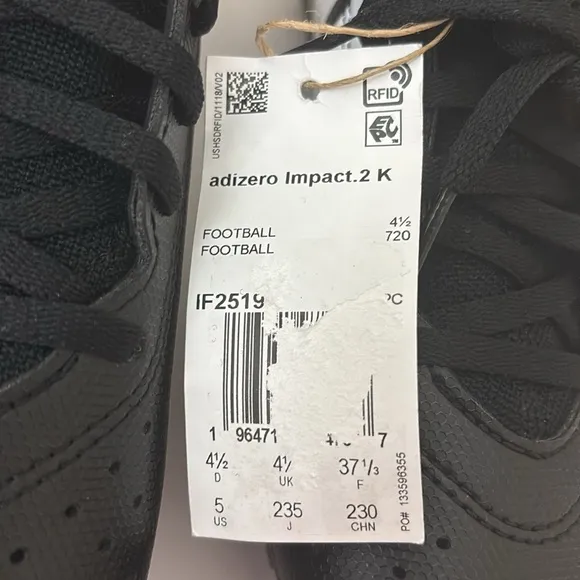 USHSDRFID/1118/V02
RFID
EPC
adizero Impact.2 K
FOOTBALL 4½
FOOTBALL 720
IF2519
1 96471 7
4½ 37⅓
D UK F
5 235 230
US J CHN
PO# 133596355